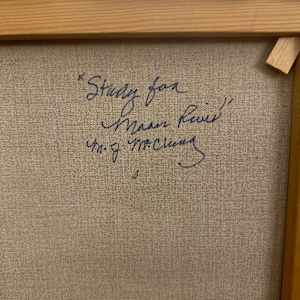 "Study for
Moon River"
M. J. McClung